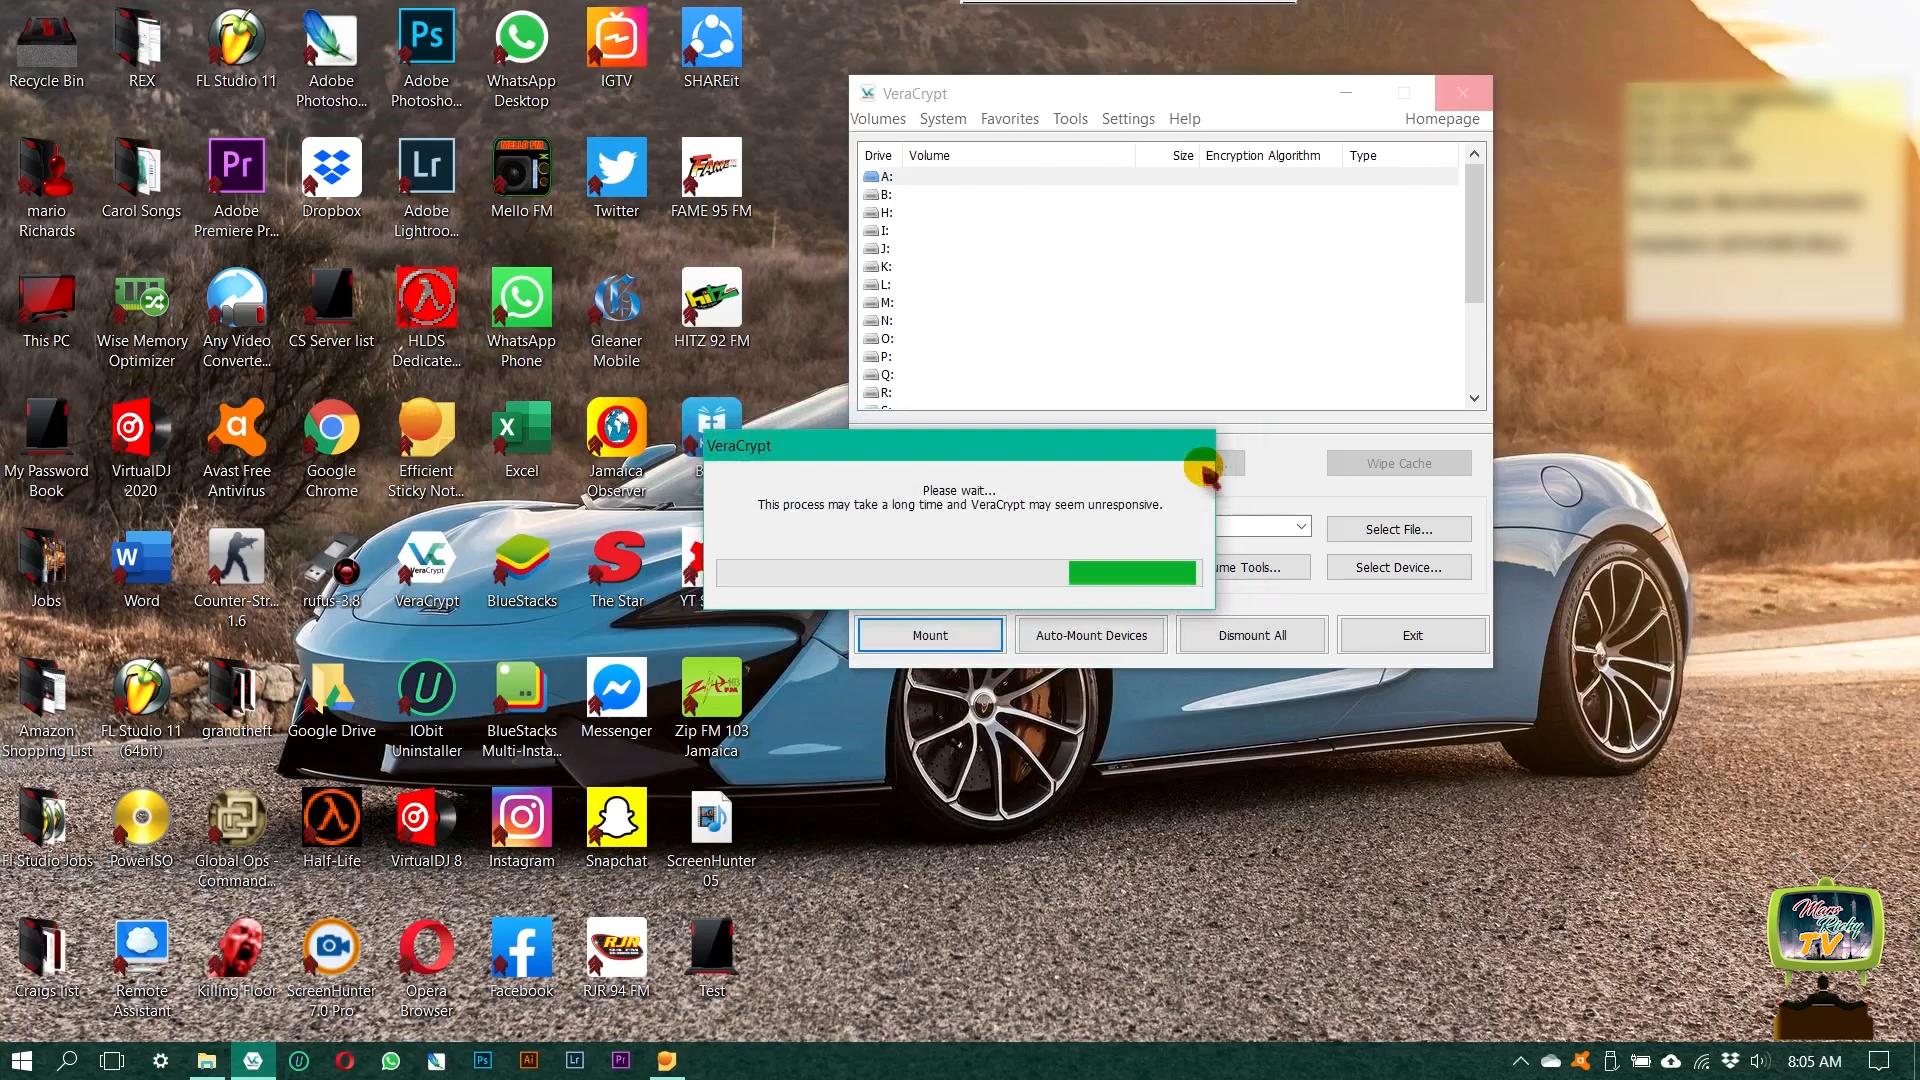 Recycle Bin
REX
FL Studio 11
Adobe
Photosho...
Adobe
Photosho...
WhatsApp
Desktop
IGTV
SHAREit
mario
Richards
Carol Songs
Adobe
Premiere Pr...
Dropbox
Adobe
Lightroo...
Mello FM
Twitter
FAME 95 FM
This PC
Wise Memory
Optimizer
Any Video
Converte...
CS Server list
HLDS
Dedicate...
WhatsApp
Phone
Gleaner
Mobile
HITZ 92 FM
My Password
Book
VirtualDJ
2020
Avast Free
Antivirus
Google
Chrome
Efficient
Sticky Not...
Excel
Jamaica
Observer
Jobs
Word
Counter-Str...
1.6
rufus-3.8
VeraCrypt
BlueStacks
The Star
Amazon
Shopping List
FL Studio 11
(64bit)
grandtheft
Google Drive
IObit
Uninstaller
BlueStacks
Multi-Insta...
Messenger
Zip FM 103
Jamaica
Fl Studio Jobs
PowerISO
Global Ops -
Command...
Half-Life
VirtualDJ 8
Instagram
Snapchat
ScreenHunter
05
Craigs list
Remote
Assistant
Killing Floor
ScreenHunter
7.0 Pro
Opera
Browser
Facebook
RJR 94 FM
Test
VeraCrypt
Volumes System Favorites Tools Settings Help Homepage
Drive Volume Size Encryption Algorithm Type
A:
B:
H:
I:
J:
K:
L:
M:
N:
O:
P:
Q:
R:
VeraCrypt
Please wait...
This process may take a long time and VeraCrypt may seem unresponsive.
Wipe Cache
Select File...
ume Tools...
Select Device...
Mount
Auto-Mount Devices
Dismount All
Exit
Mars
Richy
TV
8:05 AM